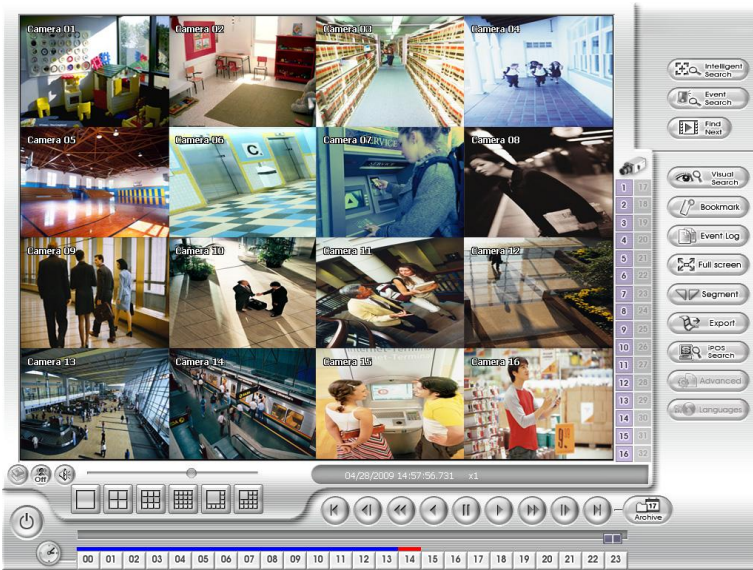 Camera 01
Camera 02
Camera 03
Camera 04
Camera 05
Camera 06
Camera 07
SERVICE
Camera 08
C.
Camera 09
Camera 10
Camera 11
Camera 12
Camera 13
Camera 14
Camera 15
Camera 16
Intelligent Search
Event Search
Find Next
Visual Search
Bookmark
Event Log
Full screen
Segment
Export
iPOS Search
Advanced
Languages
1 17
2 18
3 19
4 20
5 21
6 22
7 23
8 24
9 25
10 26
11 27
12 28
13 29
14 30
15 31
16 32
Off
04/28/2009 14:57:56.731 x1
17
Archive
00 01 02 03 04 05 06 07 08 09 10 11 12 13 14 15 16 17 18 19 20 21 22 23